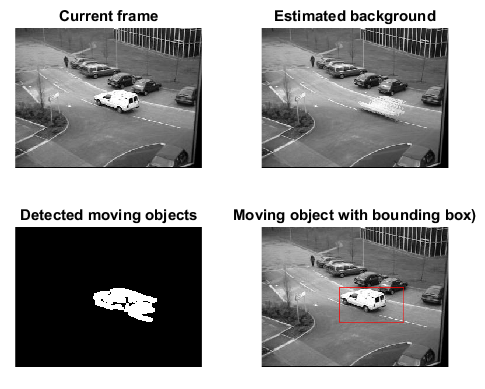 Current frame
Estimated background
Detected moving objects
Moving object with bounding box)